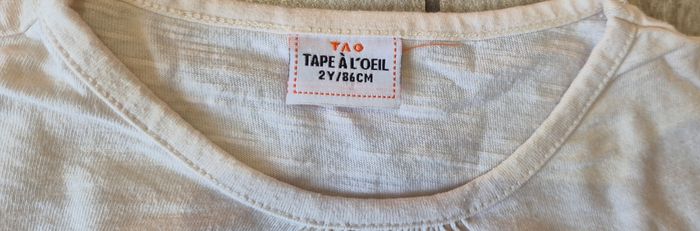 TAO
TAPE À L'OEIL
2Y/86CM